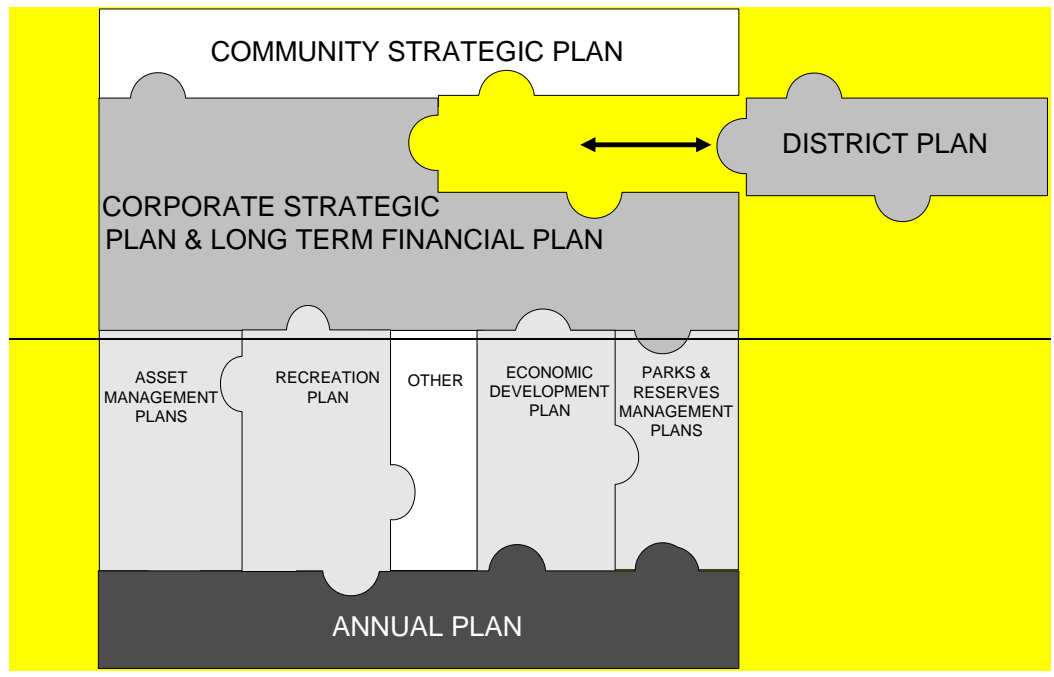 COMMUNITY STRATEGIC PLAN
DISTRICT PLAN
CORPORATE STRATEGIC
PLAN & LONG TERM FINANCIAL PLAN
ASSET
MANAGEMENT
PLANS
RECREATION
PLAN
OTHER
ECONOMIC
DEVELOPMENT
PLAN
PARKS &
RESERVES
MANAGEMENT
PLANS
ANNUAL PLAN